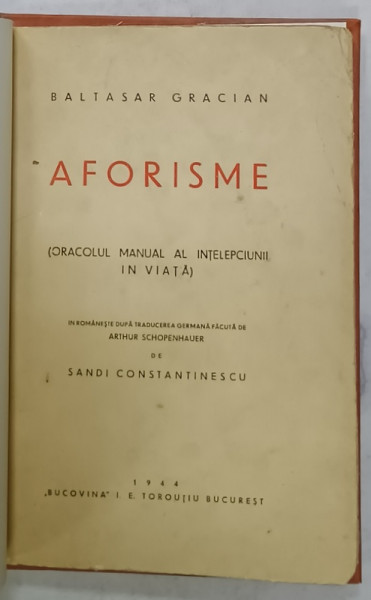 BALTASAR GRACIAN
AFORISME
(ORACOLUL MANUAL AL INȚELEPCIUNII
IN VIAȚĂ)
IN ROMÂNEȘTE DUPĂ TRADUCEREA GERMANĂ FĂCUTĂ DE
ARTHUR SCHOPENHAUER
DE
SANDI CONSTANTINESCU
1944
„BUCOVINA" I. E. TOROUȚIU BUCUREȘT